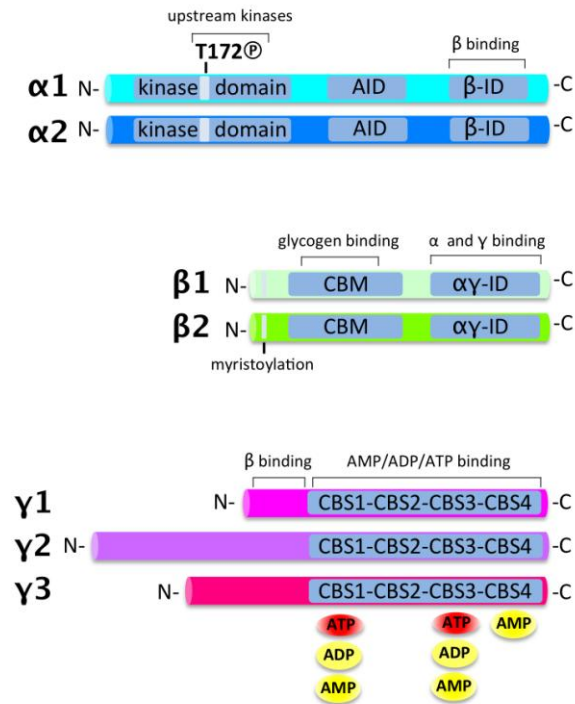 upstream kinases
T172Ⓟ
β binding
α1 N- kinase domain AID β-ID -C
α2 N- kinase domain AID β-ID -C
glycogen binding α and γ binding
β1 N- CBM αγ-ID -C
β2 N- CBM αγ-ID -C
myristoylation
β binding AMP/ADP/ATP binding
γ1 N- CBS1-CBS2-CBS3-CBS4 -C
γ2 N- CBS1-CBS2-CBS3-CBS4 -C
γ3 N- CBS1-CBS2-CBS3-CBS4 -C
ATP ATP AMP
ADP ADP
AMP AMP